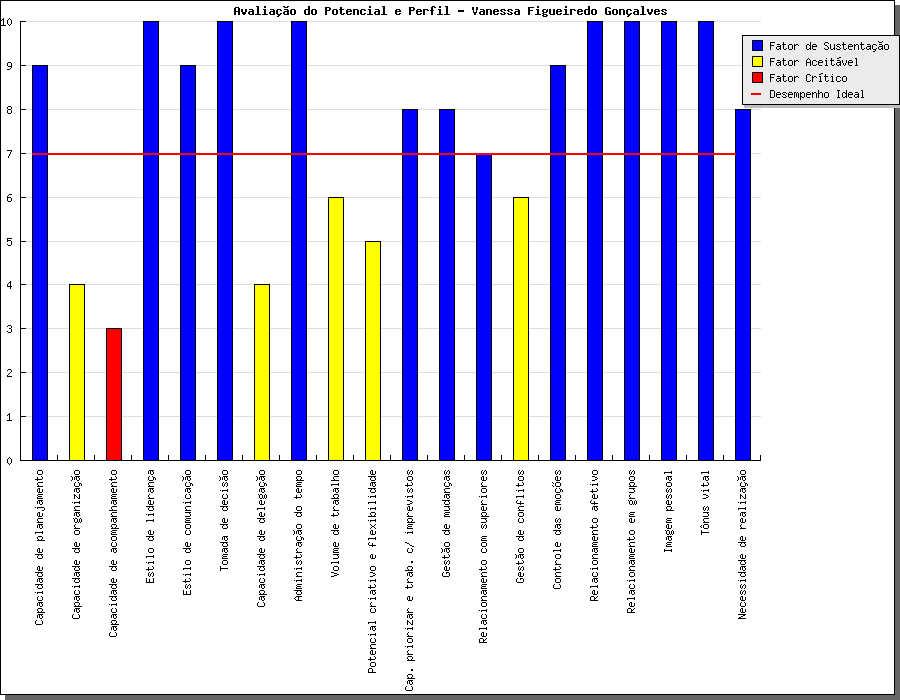 Avaliação do Potencial e Perfil - Vanessa Figueiredo Gonçalves
Fator de Sustentação
Fator Aceitável
Fator Crítico
Desempenho Ideal
10
9
8
7
6
5
4
3
2
1
0
Capacidade de planejamento
Capacidade de organização
Capacidade de acompanhamento
Estilo de liderança
Estilo de comunicação
Tomada de decisão
Capacidade de delegação
Administração do tempo
Volume de trabalho
Potencial criativo e flexibilidade
Cap. priorizar e trab. c/ imprevistos
Gestão de mudanças
Relacionamento com superiores
Gestão de conflitos
Controle das emoções
Relacionamento afetivo
Relacionamento em grupos
Imagem pessoal
Tônus vital
Necessidade de realização